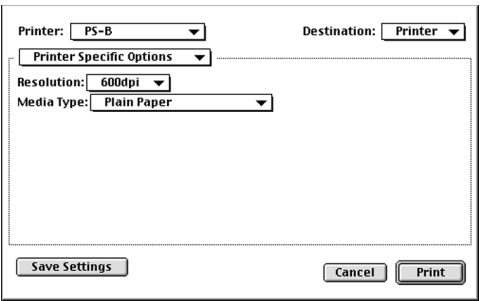 Printer: PS-B Destination: Printer
Printer Specific Options
Resolution: 600dpi
Media Type: Plain Paper
Save Settings Cancel Print